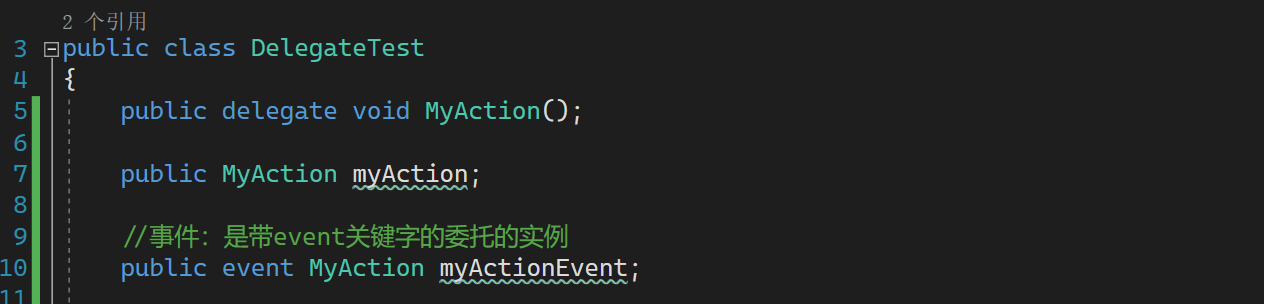 2 个引用
3 public class DelegateTest
4 {
5 public delegate void MyAction();
6
7 public MyAction myAction;
8
9 //事件：是带event关键字的委托的实例
10 public event MyAction myActionEvent;
11